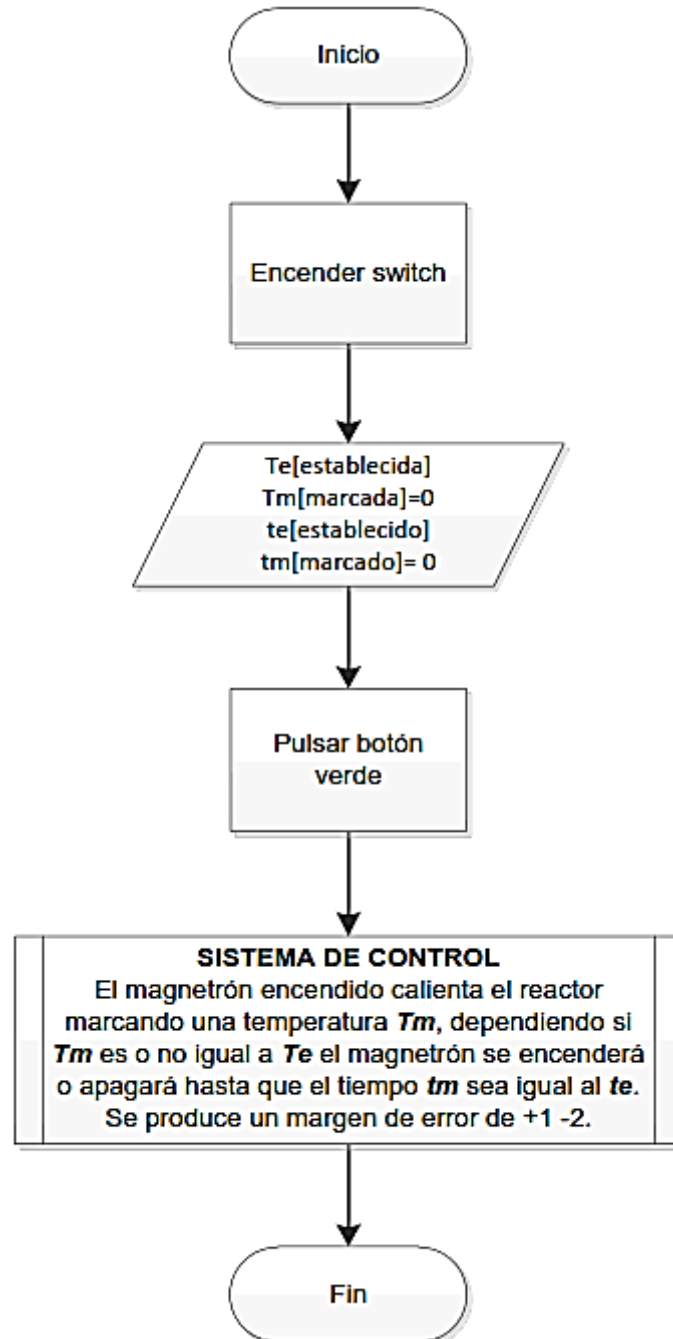 Inicio
Encender switch
Te[establecida]
Tm[marcada]=0
te[establecido]
tm[marcado]= 0
Pulsar botón
verde
SISTEMA DE CONTROL
El magnetrón encendido calienta el reactor
marcando una temperatura Tm, dependiendo si
Tm es o no igual a Te el magnetrón se encenderá
o apagará hasta que el tiempo tm sea igual al te.
Se produce un margen de error de +1 -2.
Fin